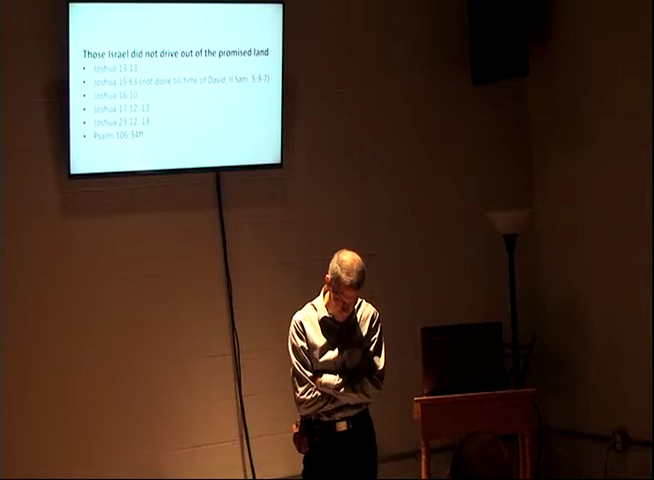 Those Israel did not drive out of the promised land
• Joshua 13:13
• Joshua 15:63 (not done till time of David, II Sam. 5:3-7)
• Joshua 16:10
• Joshua 17:12, 13
• Joshua 23:12, 13
• Psalm 106:34ff